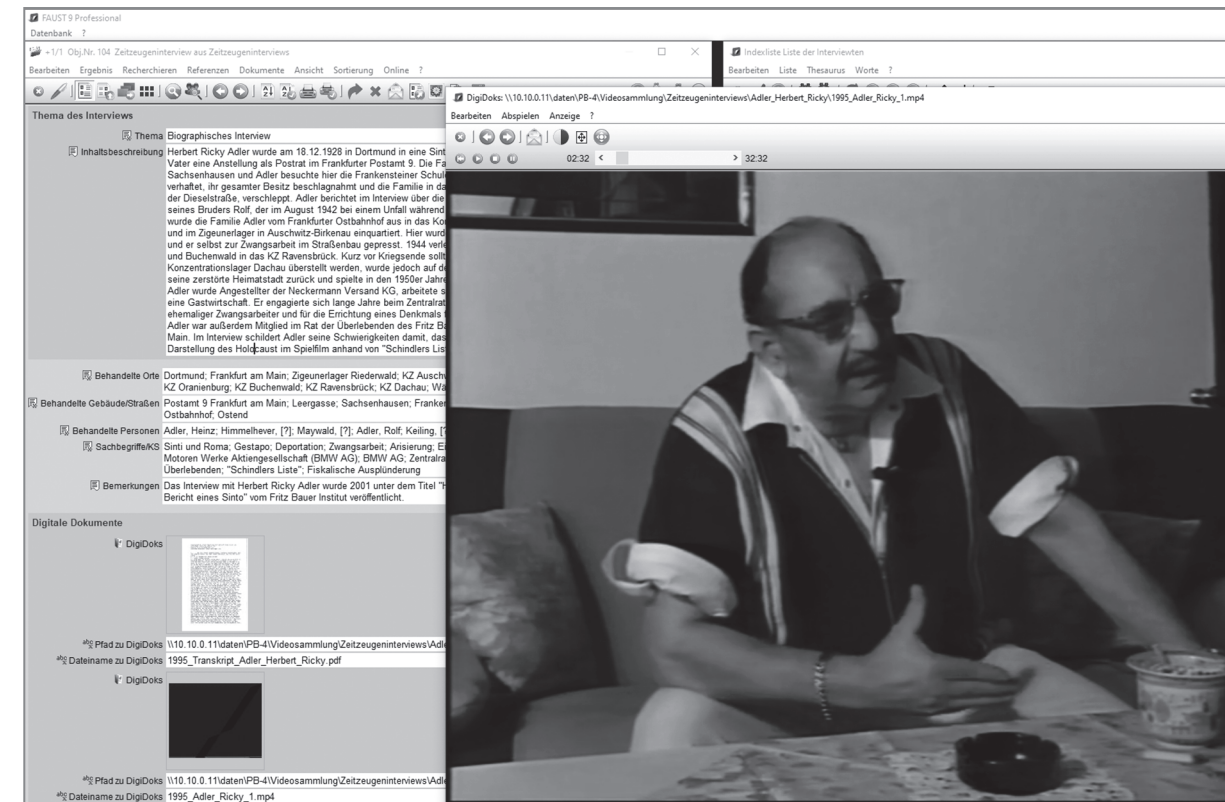 FAUST 9 Professional
Datenbank ?
+1/1 Obj.Nr. 104 Zeitzeugeninterview aus Zeitzeugeninterviews
Bearbeiten Ergebnis Recherchieren Referenzen Dokumente Ansicht Sortierung Online ?
Indexliste Liste der Interviewten
Bearbeiten Liste Thesaurus Worte ?
DigiDoks: \\10.10.0.11\daten\PB-4\Videosammlung\Zeitzeugeninterviews\Adler_Herbert_Ricky\1995_Adler_Ricky_1.mp4
Bearbeiten Abspielen Anzeige ?
02:32 < > 32:32
Thema des Interviews
Thema Biographisches Interview
Inhaltsbeschreibung Herbert Ricky Adler wurde am 18.12.1928 in Dortmund in eine Sint
Vater eine Anstellung als Postrat im Frankfurter Postamt 9. Die Fa
Sachsenhausen und Adler besuchte hier die Frankensteiner Schul
verhaftet, ihr gesamter Besitz beschlagnahmt und die Familie in da
der Dieselstraße, verschleppt. Adler berichtet im Interview über die
seines Bruders Rolf, der im August 1942 bei einem Unfall während
wurde die Familie Adler vom Frankfurter Ostbahnhof aus in das Ko
und im Zigeunerlager in Auschwitz-Birkenau einquartiert. Hier wurd
und er selbst zur Zwangsarbeit im Straßenbau gepresst. 1944 verle
und Buchenwald in das KZ Ravensbrück. Kurz vor Kriegsende sollt
Konzentrationslager Dachau überstellt werden, wurde jedoch auf de
seine zerstörte Heimatstadt zurück und spielte in den 1950er Jahre
Adler wurde Angestellter der Neckermann Versand KG, arbeitete s
eine Gastwirtschaft. Er engagierte sich lange Jahre beim Zentralrat
ehemaliger Zwangsarbeiter und für die Errichtung eines Denkmals f
Adler war außerdem Mitglied im Rat der Überlebenden des Fritz Ba
Main. Im Interview schildert Adler seine Schwierigkeiten damit, das
Darstellung des Holocaust im Spielfilm anhand von "Schindlers Lis
Behandelte Orte Dortmund; Frankfurt am Main; Zigeunerlager Riederwald; KZ Auschw
KZ Oranienburg; KZ Buchenwald; KZ Ravensbrück; KZ Dachau; Wä
Behandelte Gebäude/Straßen Postamt 9 Frankfurt am Main; Leergasse; Sachsenhausen; Franken
Ostbahnhof; Ostend
Behandelte Personen Adler, Heinz; Himmelhever, [?]; Maywald, [?]; Adler, Rolf; Keiling, [?
Sachbegriffe/KS Sinti und Roma; Gestapo; Deportation; Zwangsarbeit; Arisierung; Ei
Motoren Werke Aktiengesellschaft (BMW AG); BMW AG; Zentralra
Überlebenden; "Schindlers Liste"; Fiskalische Ausplünderung
Bemerkungen Das Interview mit Herbert Ricky Adler wurde 2001 unter dem Titel "H
Bericht eines Sinto" vom Fritz Bauer Institut veröffentlicht.
Digitale Dokumente
DigiDoks
Pfad zu DigiDoks \\10.10.0.11\daten\PB-4\Videosammlung\Zeitzeugeninterviews\Adle
Dateiname zu DigiDoks 1995_Transkript_Adler_Herbert_Ricky.pdf
DigiDoks
Pfad zu DigiDoks \\10.10.0.11\daten\PB-4\Videosammlung\Zeitzeugeninterviews\Adle
Dateiname zu DigiDoks 1995_Adler_Ricky_1.mp4